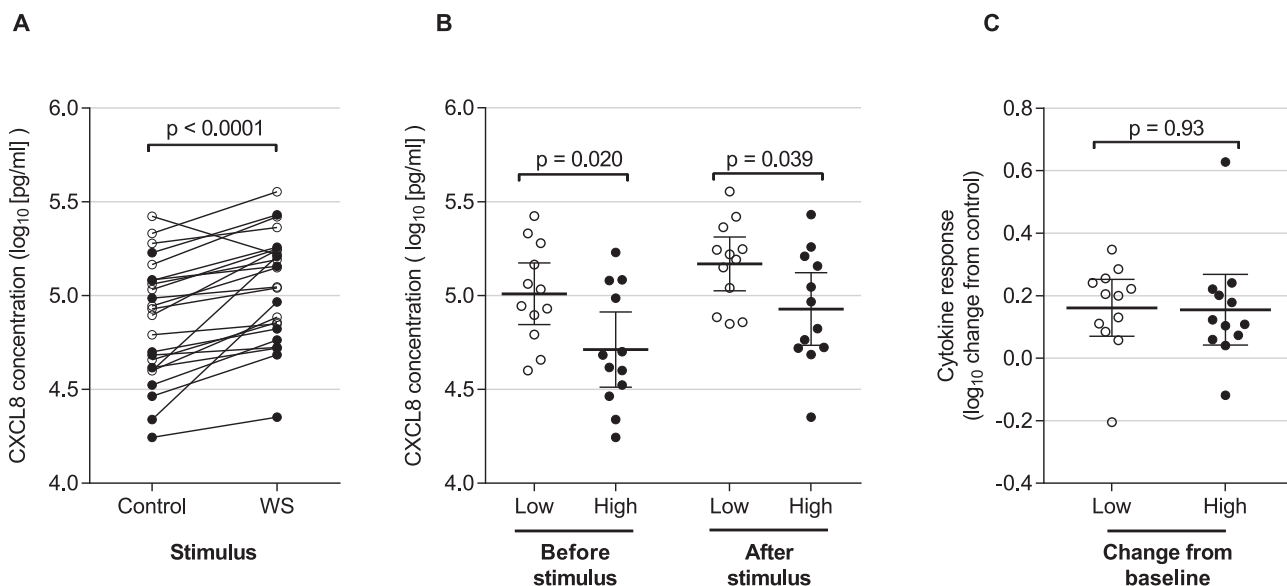 A
CXCL8 concentration (log10 [pg/ml] )
6.0
5.5
5.0
4.5
4.0
p < 0.0001
Control WS
Stimulus
B
CXCL8 concentration ( log10 [pg/ml] )
6.0
5.5
5.0
4.5
4.0
p = 0.020
p = 0.039
Low High Low High
Before
stimulus
After
stimulus
C
Cytokine response
(log10 change from control)
0.8
0.6
0.4
0.2
0.0
-0.2
-0.4
p = 0.93
Low High
Change from
baseline